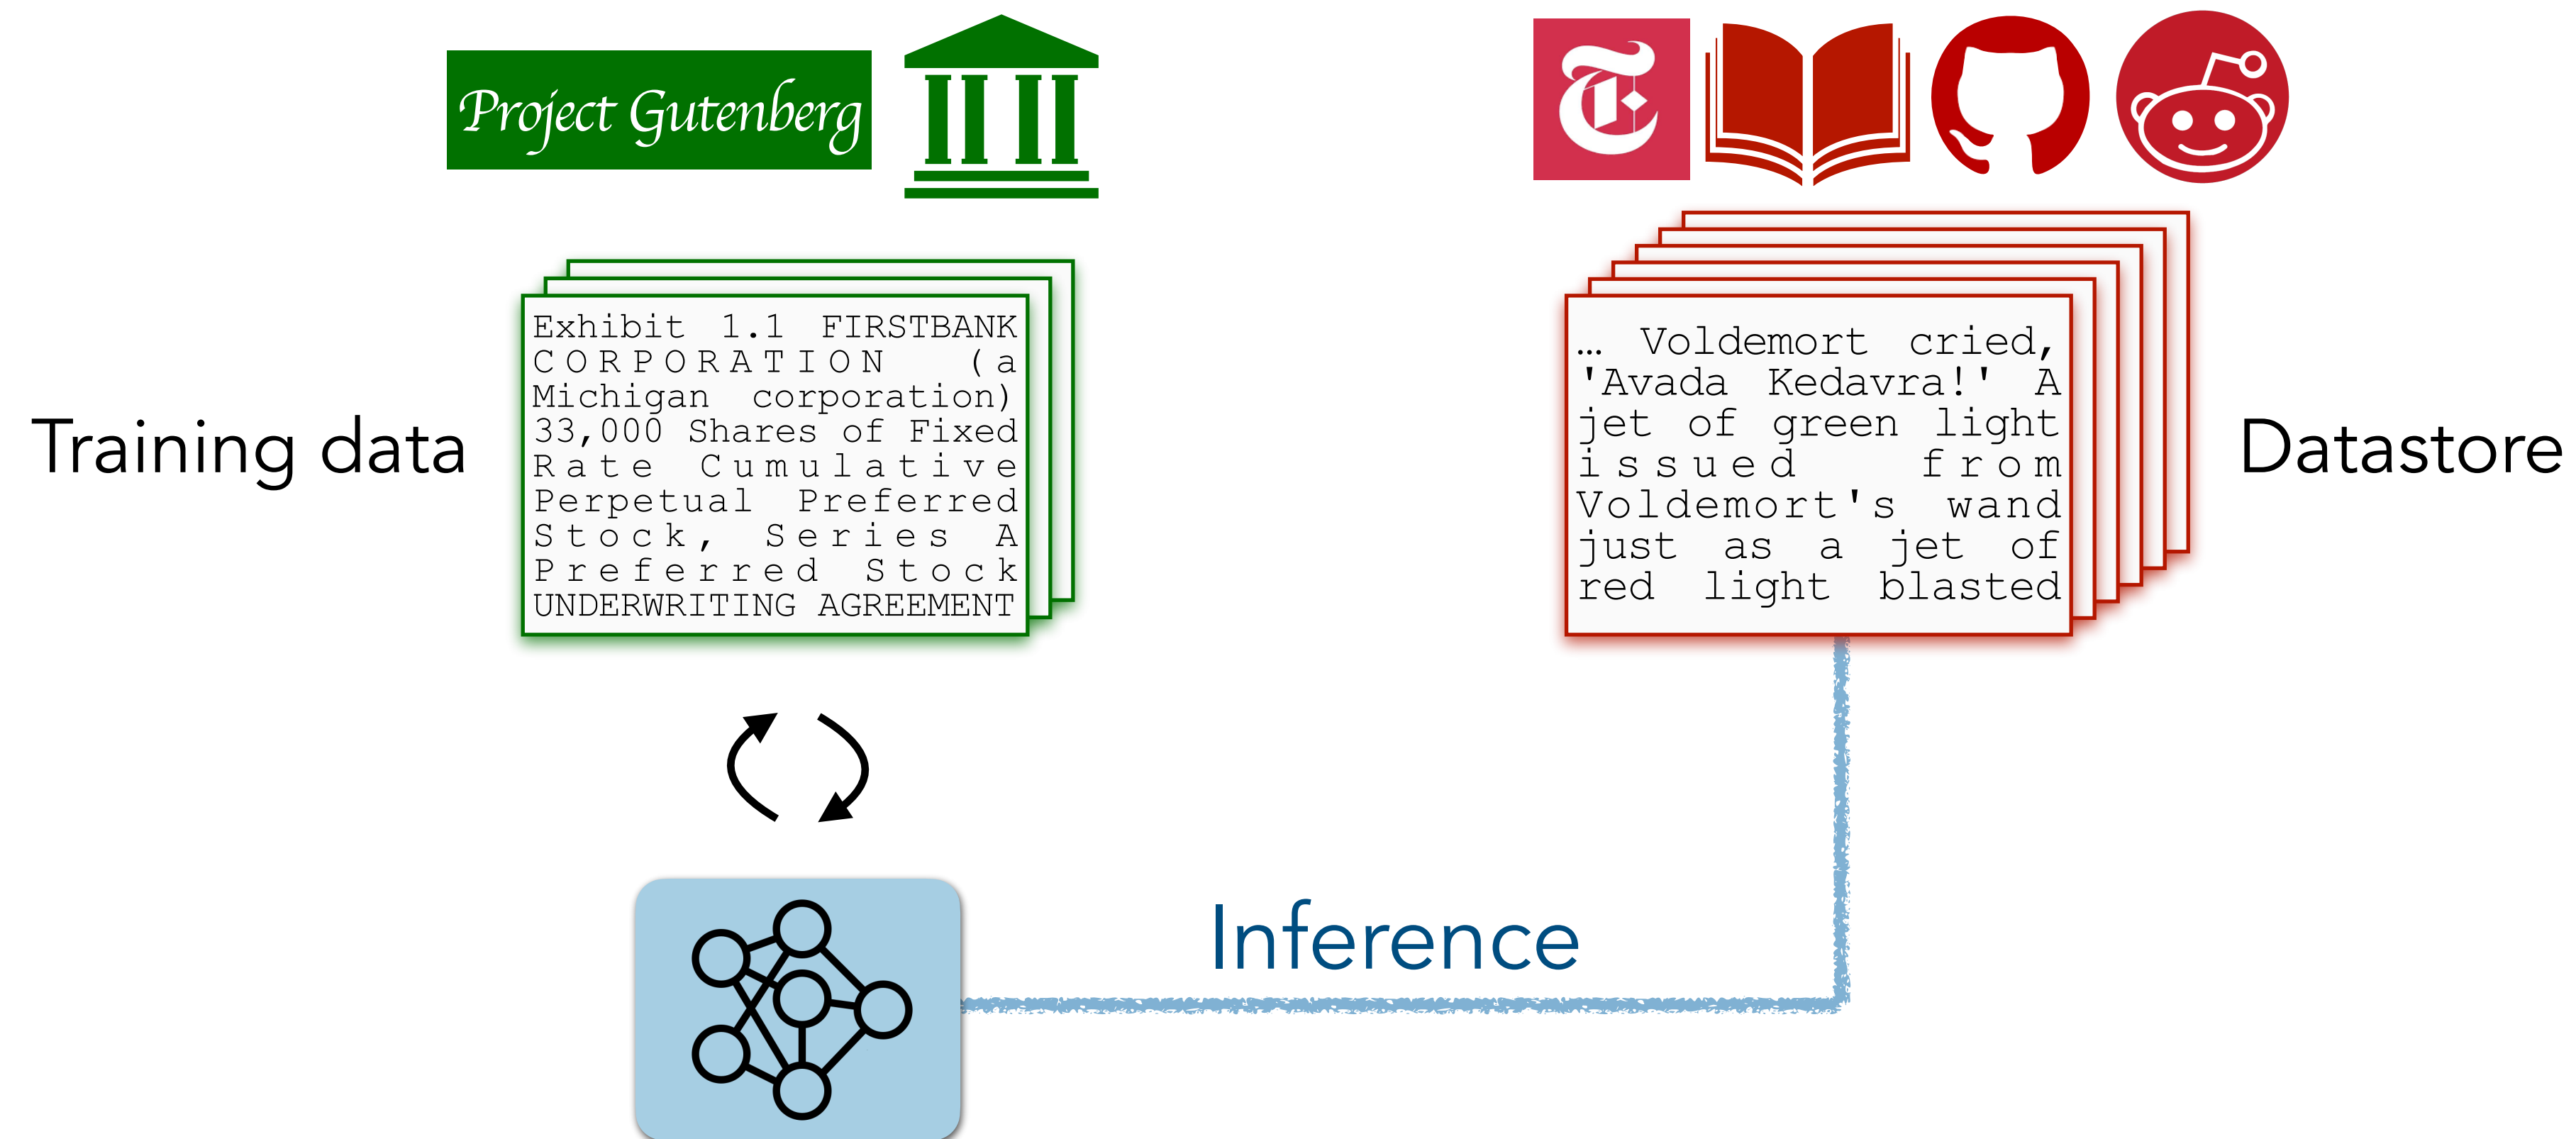 Project Gutenberg
Training data
Exhibit 1.1 FIRSTBANK
CORPORATION (a
Michigan corporation)
33,000 Shares of Fixed
Rate Cumulative
Perpetual Preferred
Stock, Series A
Preferred Stock
UNDERWRITING AGREEMENT
T
… Voldemort cried,
'Avada Kedavra!' A
jet of green light
issued from
Voldemort's wand
just as a jet of
red light blasted
Datastore
Inference